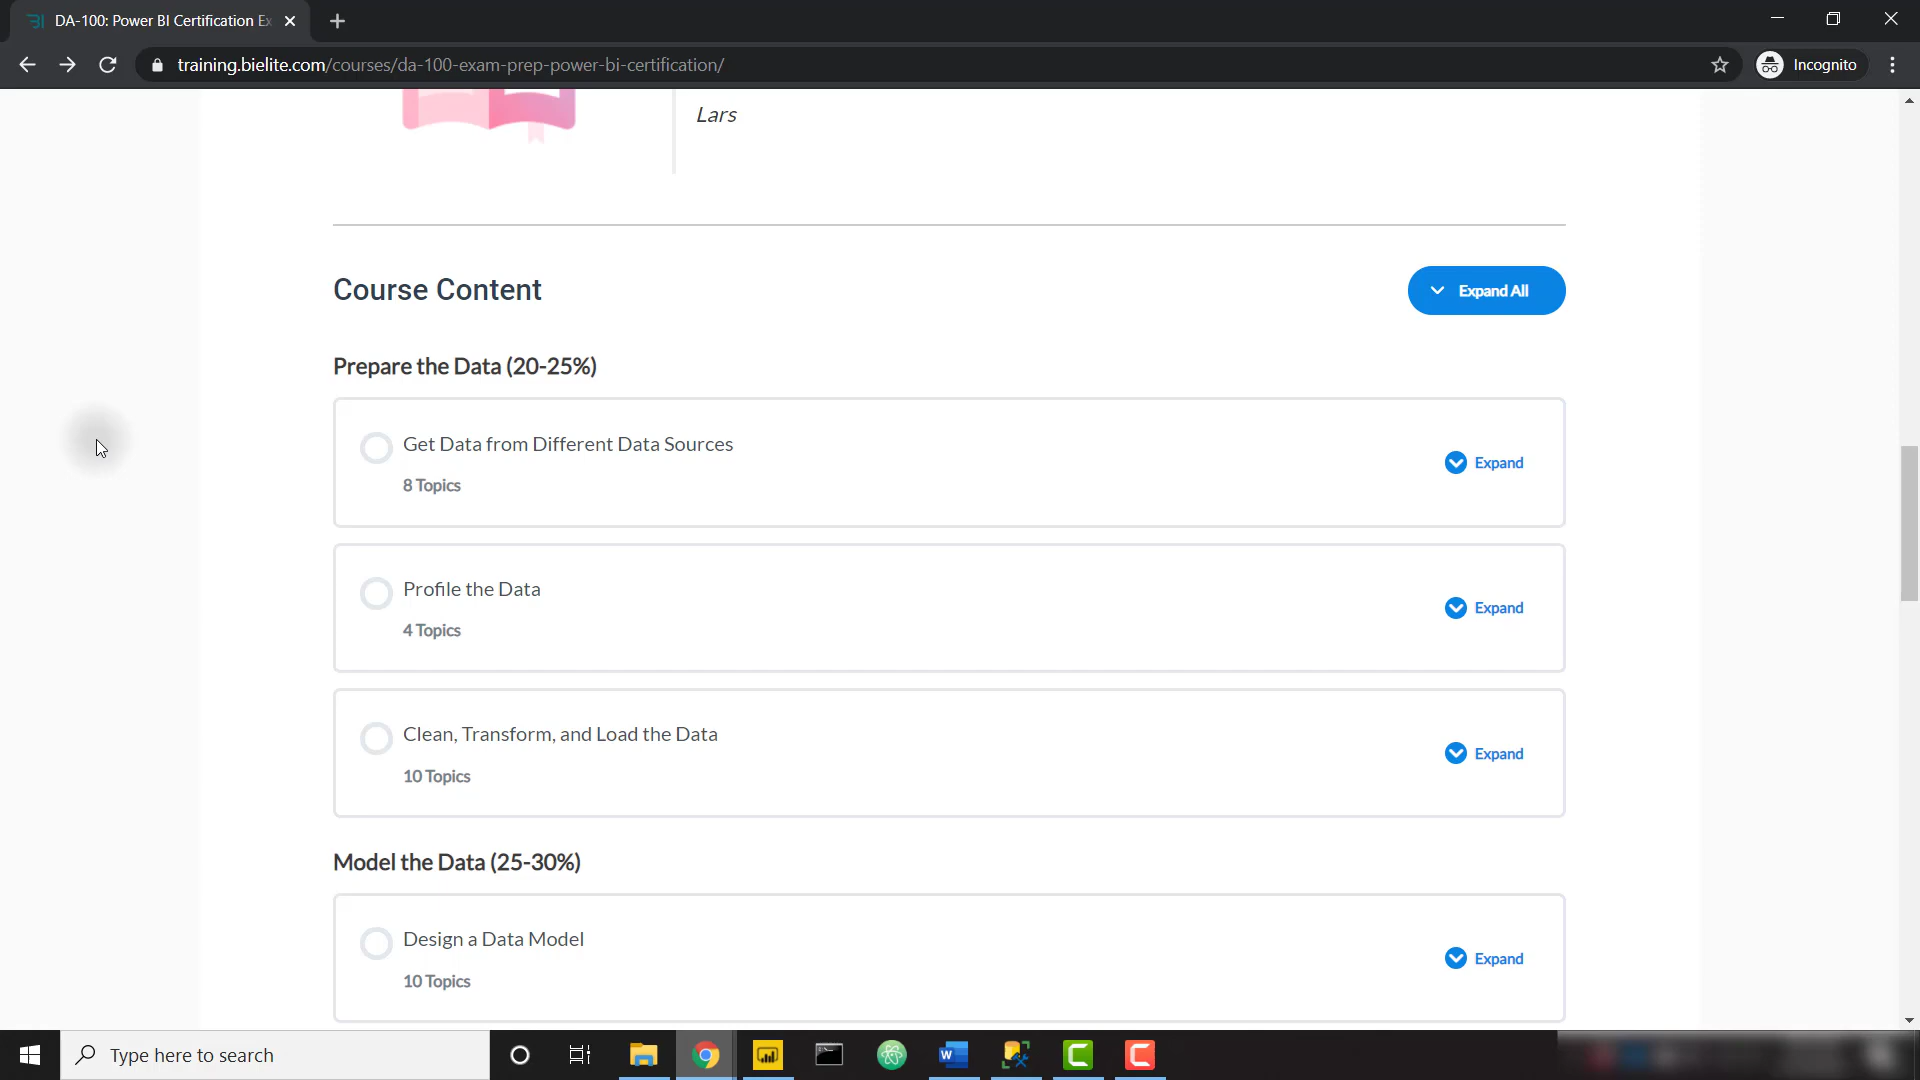 DA-100: Power BI Certification Ex
training.bielite.com/courses/da-100-exam-prep-power-bi-certification/
Incognito
Lars
Course Content
Expand All
Prepare the Data (20-25%)
Get Data from Different Data Sources
8 Topics
Expand
Profile the Data
4 Topics
Expand
Clean, Transform, and Load the Data
10 Topics
Expand
Model the Data (25-30%)
Design a Data Model
10 Topics
Expand
Type here to search